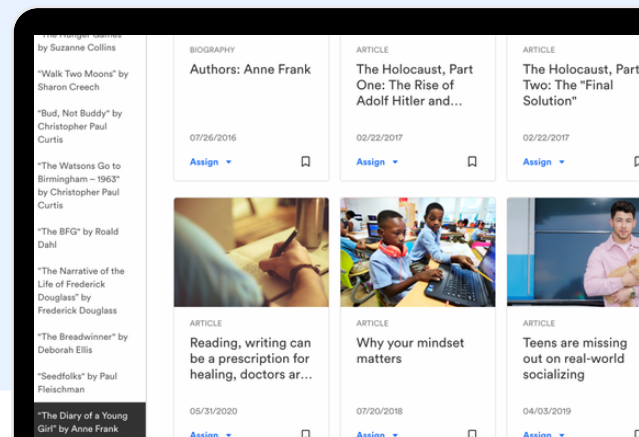 "The Hunger Games"
by Suzanne Collins
"Walk Two Moons" by
Sharon Creech
"Bud, Not Buddy" by
Christopher Paul
Curtis
"The Watsons Go to
Birmingham – 1963"
by Christopher Paul
Curtis
"The BFG" by Roald
Dahl
"The Narrative of the
Life of Frederick
Douglass" by
Frederick Douglass
"The Breadwinner" by
Deborah Ellis
"Seedfolks" by Paul
Fleischman
"The Diary of a Young
Girl" by Anne Frank
BIOGRAPHY
Authors: Anne Frank
07/26/2016
Assign
ARTICLE
The Holocaust, Part
One: The Rise of
Adolf Hitler and...
02/22/2017
Assign
ARTICLE
The Holocaust, Part
Two: The "Final
Solution"
02/22/2017
Assign
ARTICLE
Reading, writing can
be a prescription for
healing, doctors ar...
05/31/2020
Assign
ARTICLE
Why your mindset
matters
07/20/2018
Assign
ARTICLE
Teens are missing
out on real-world
socializing
04/03/2019
Assign